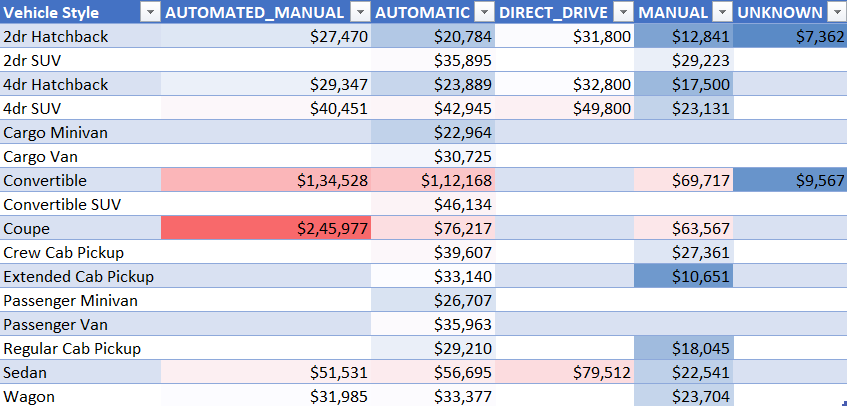 Vehicle Style AUTOMATED_MANUAL AUTOMATIC DIRECT_DRIVE MANUAL UNKNOWN
2dr Hatchback $27,470 $20,784 $31,800 $12,841 $7,362
2dr SUV $35,895 $29,223
4dr Hatchback $29,347 $23,889 $32,800 $17,500
4dr SUV $40,451 $42,945 $49,800 $23,131
Cargo Minivan $22,964
Cargo Van $30,725
Convertible $1,34,528 $1,12,168 $69,717 $9,567
Convertible SUV $46,134
Coupe $2,45,977 $76,217 $63,567
Crew Cab Pickup $39,607 $27,361
Extended Cab Pickup $33,140 $10,651
Passenger Minivan $26,707
Passenger Van $35,963
Regular Cab Pickup $29,210 $18,045
Sedan $51,531 $56,695 $79,512 $22,541
Wagon $31,985 $33,377 $23,704